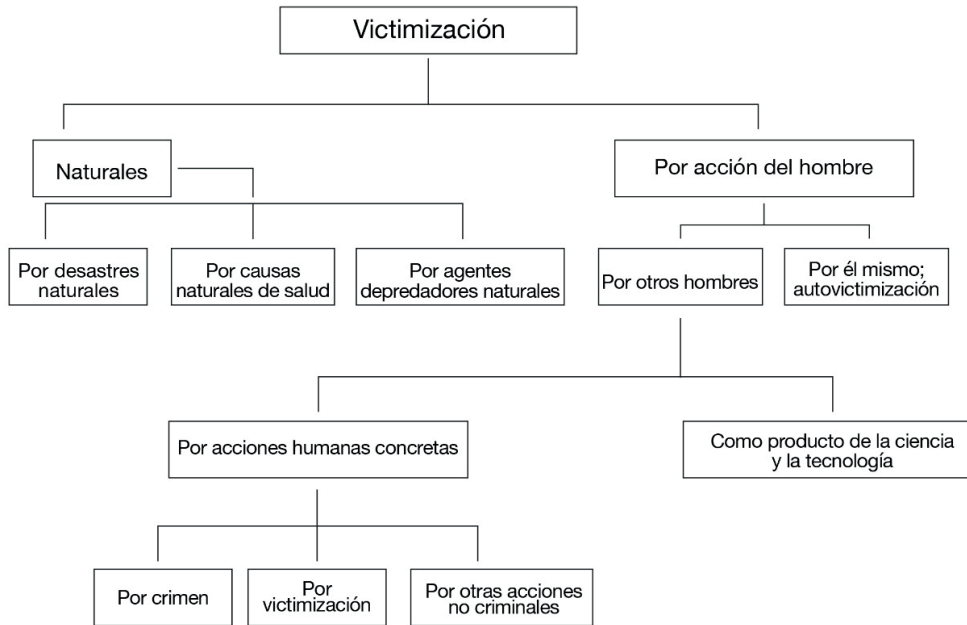 Victimización
Naturales
Por acción del hombre
Por desastres
naturales
Por causas
naturales de salud
Por agentes
depredadores naturales
Por otros hombres
Por él mismo;
autovictimización
Por acciones humanas concretas
Como producto de la ciencia
y la tecnología
Por crimen
Por
victimización
Por otras acciones
no criminales